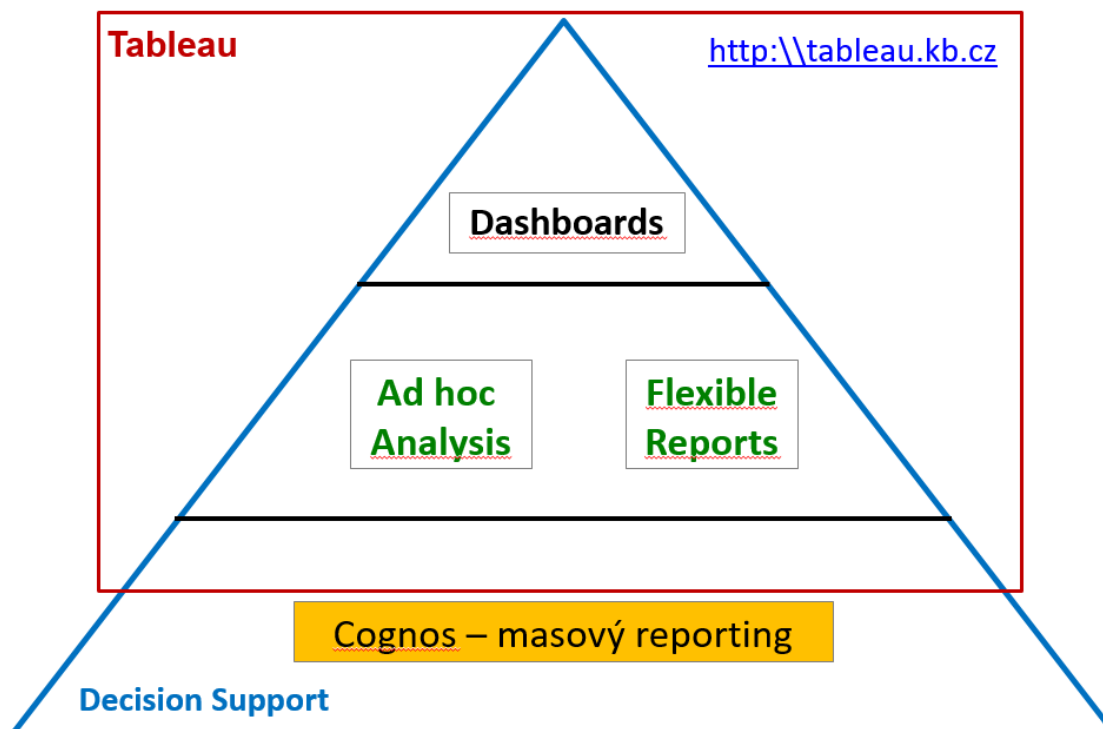 Tableau
http:\\tableau.kb.cz
Dashboards
Ad hoc
Analysis
Flexible
Reports
Cognos – masový reporting
Decision Support